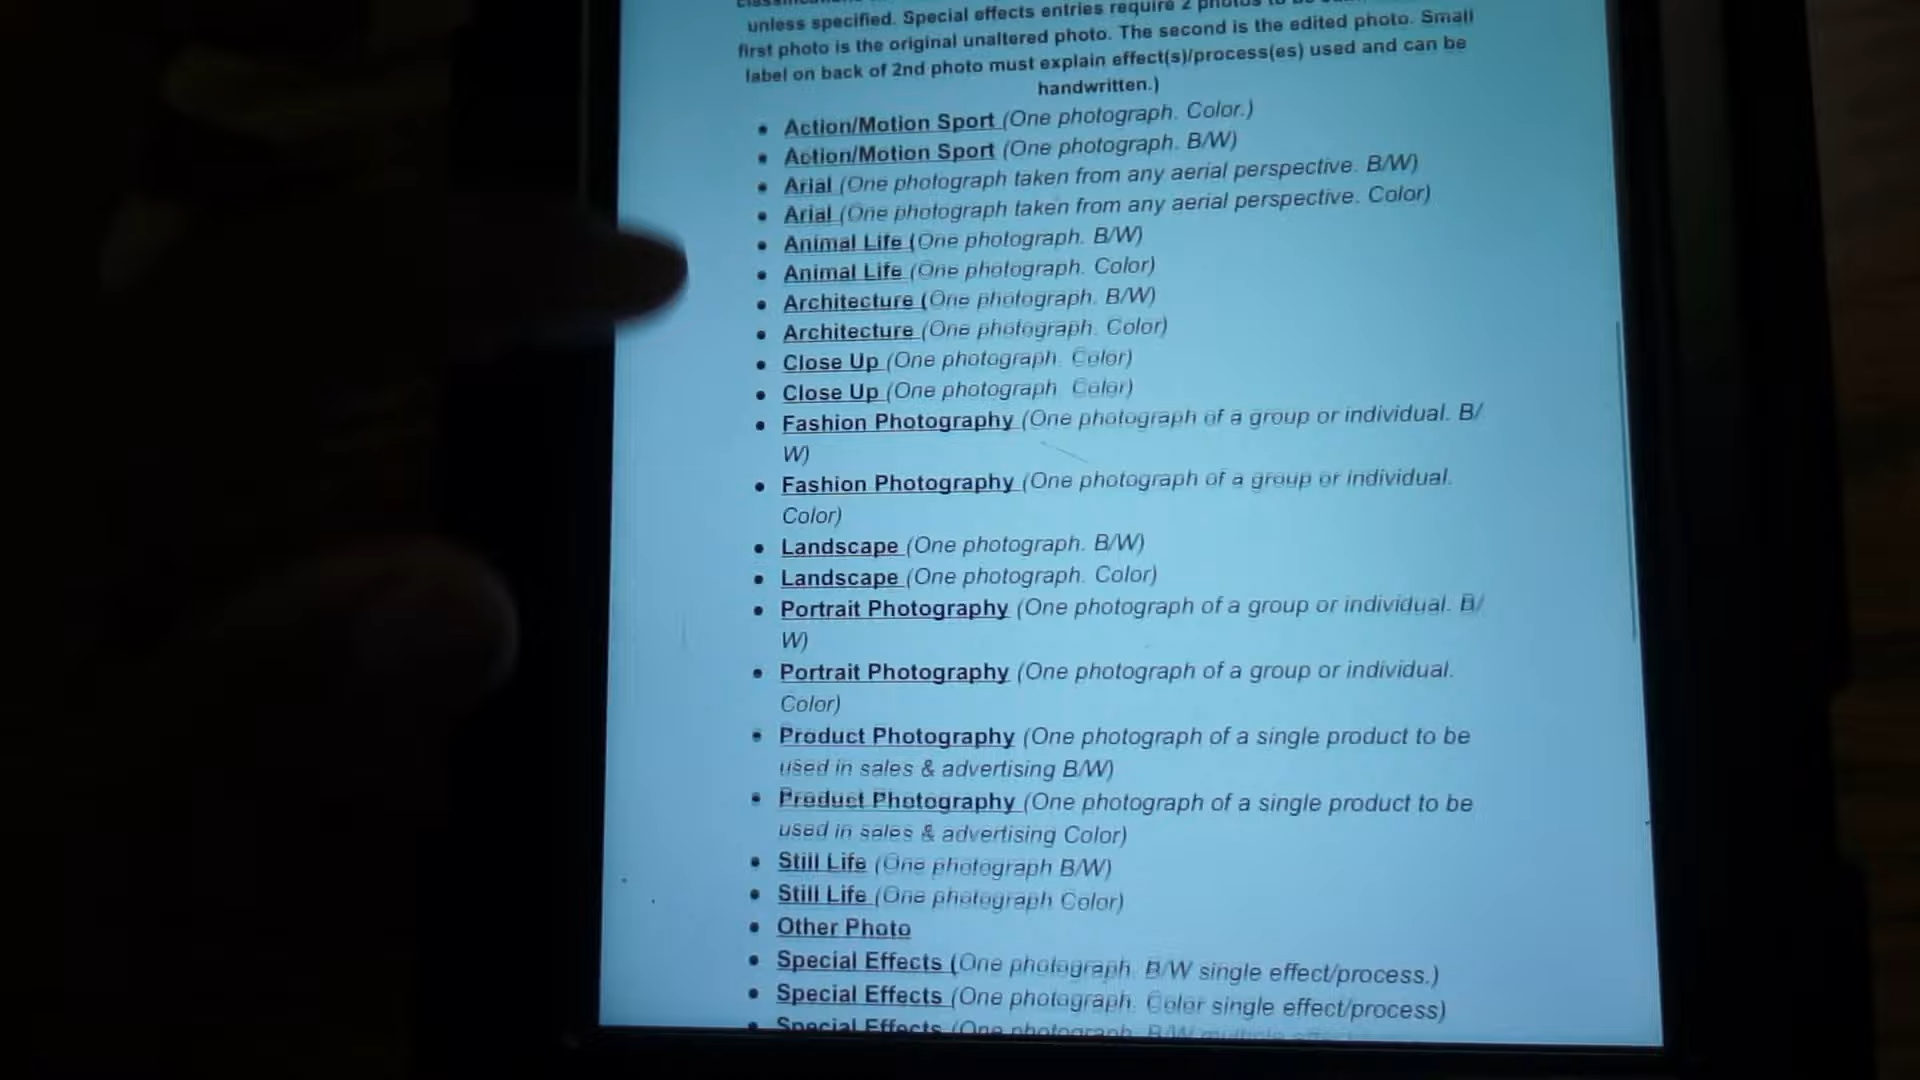 unless specified. Special effects entries require 2 photos to be
first photo is the original unaltered photo. The second is the edited photo. Small
label on back of 2nd photo must explain effect(s)/process(es) used and can be
handwritten.)
• Action/Motion Sport (One photograph. Color.)
• Action/Motion Sport (One photograph. B/W)
• Arial (One photograph taken from any aerial perspective. B/W)
• Arial (One photograph taken from any aerial perspective. Color)
• Animal Life (One photograph. B/W)
• Animal Life (One photograph. Color)
• Architecture (One photograph. B/W)
• Architecture (One photograph. Color)
• Close Up (One photograph. Color)
• Close Up (One photograph Color)
• Fashion Photography (One photograph of a group or individual. B/
W)
• Fashion Photography (One photograph of a group or individual.
Color)
• Landscape (One photograph. B/W)
• Landscape (One photograph. Color)
• Portrait Photography (One photograph of a group or individual. B/
W)
• Portrait Photography (One photograph of a group or individual.
Color)
• Product Photography (One photograph of a single product to be
used in sales & advertising B/W)
• Product Photography (One photograph of a single product to be
used in sales & advertising Color)
• Still Life (One photograph B/W)
• Still Life (One photograph Color)
• Other Photo
• Special Effects (One photograph. B/W single effect/process.)
• Special Effects (One photograph. Color single effect/process)
• Special Effects (One photograph. B/W multiple